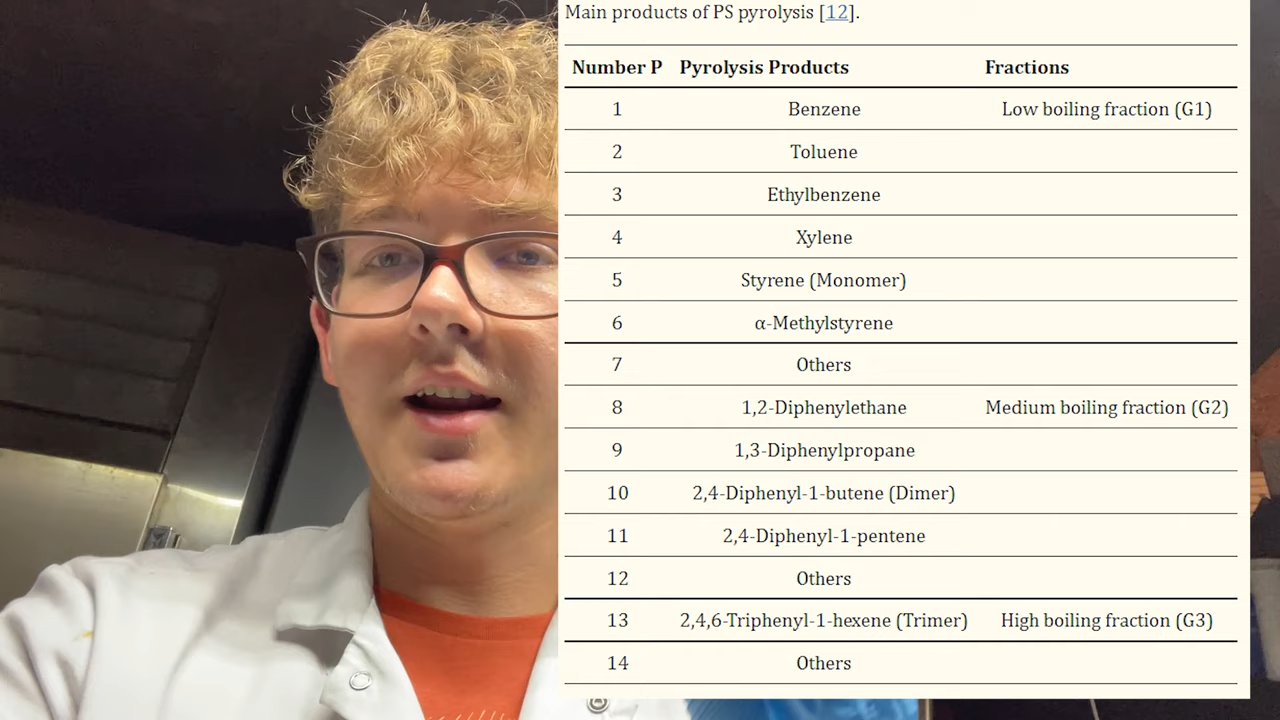 Main products of PS pyrolysis [12].
Number P Pyrolysis Products Fractions
1 Benzene Low boiling fraction (G1)
2 Toluene
3 Ethylbenzene
4 Xylene
5 Styrene (Monomer)
6 α-Methylstyrene
7 Others
8 1,2-Diphenylethane Medium boiling fraction (G2)
9 1,3-Diphenylpropane
10 2,4-Diphenyl-1-butene (Dimer)
11 2,4-Diphenyl-1-pentene
12 Others
13 2,4,6-Triphenyl-1-hexene (Trimer) High boiling fraction (G3)
14 Others